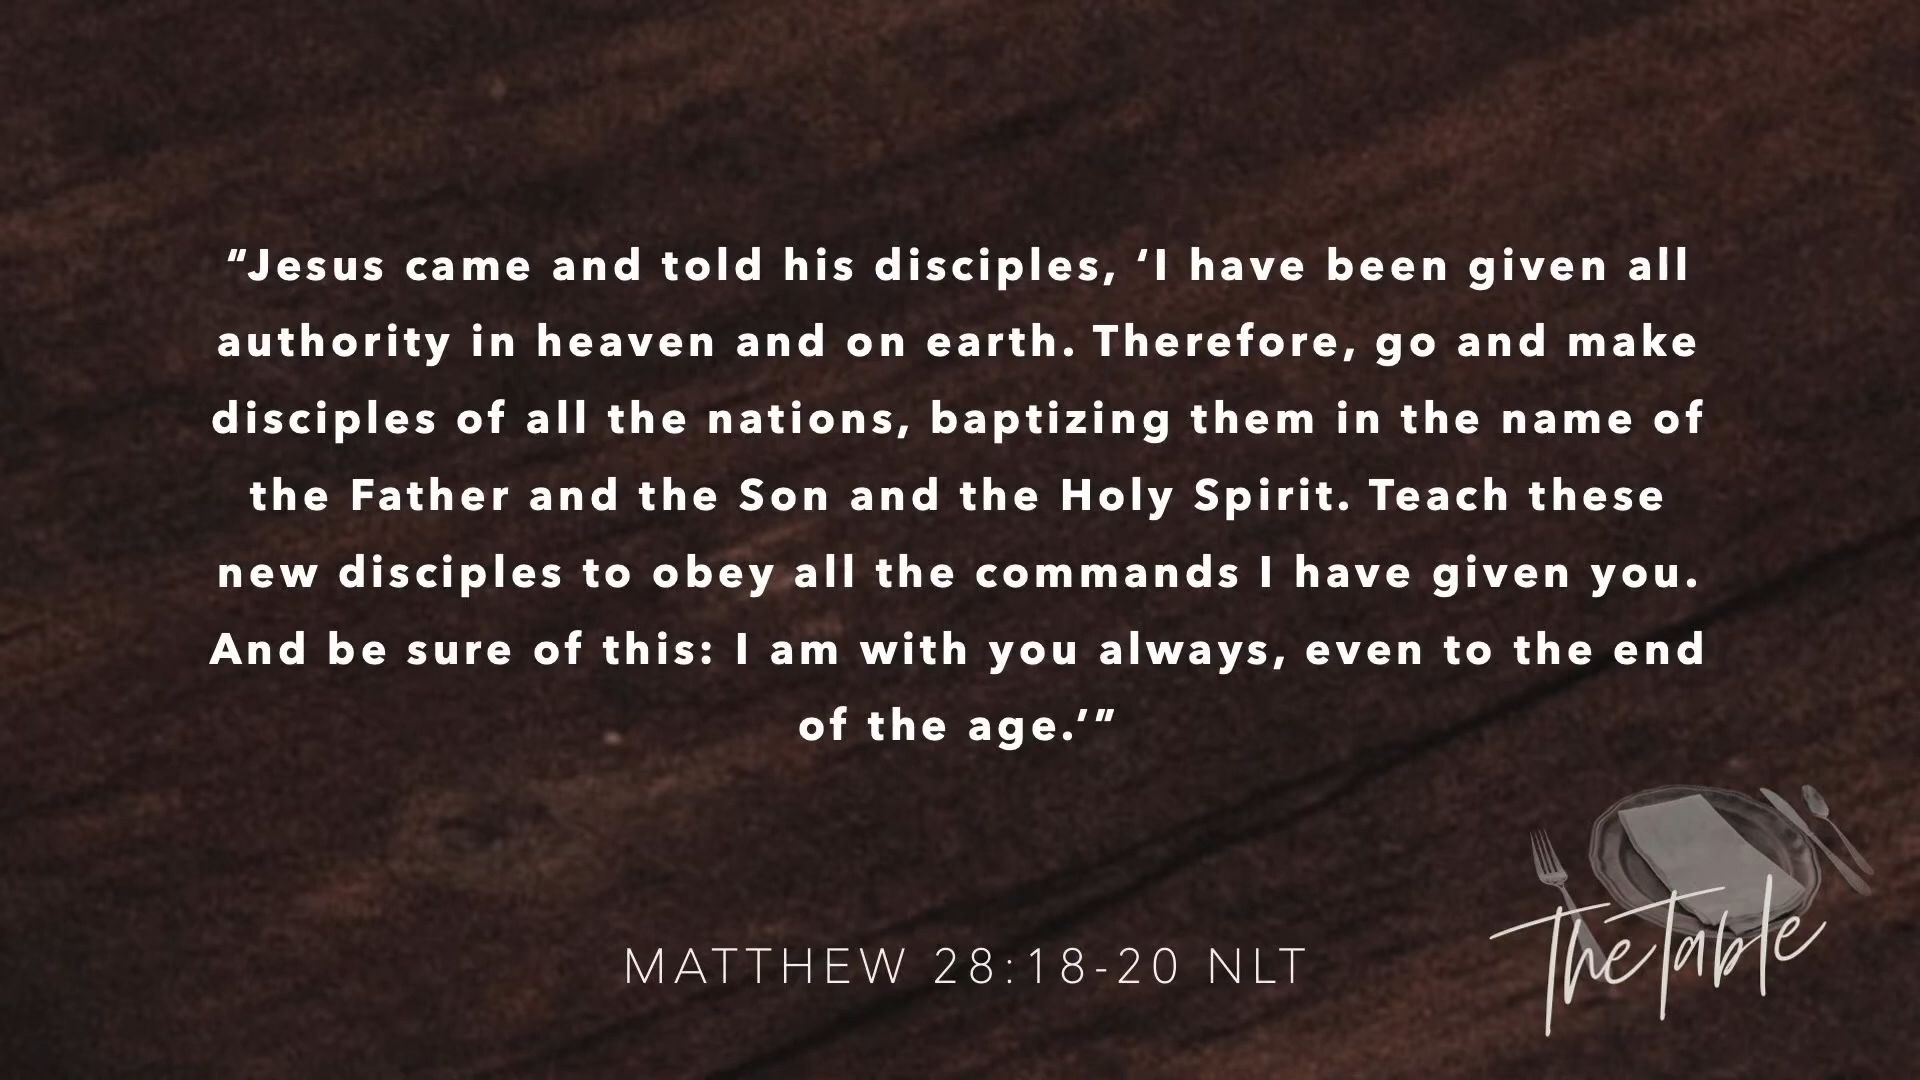 “Jesus came and told his disciples, ‘I have been given all
authority in heaven and on earth. Therefore, go and make
disciples of all the nations, baptizing them in the name of
the Father and the Son and the Holy Spirit. Teach these
new disciples to obey all the commands I have given you.
And be sure of this: I am with you always, even to the end
of the age.’”
MATTHEW 28:18-20 NLT
The Table